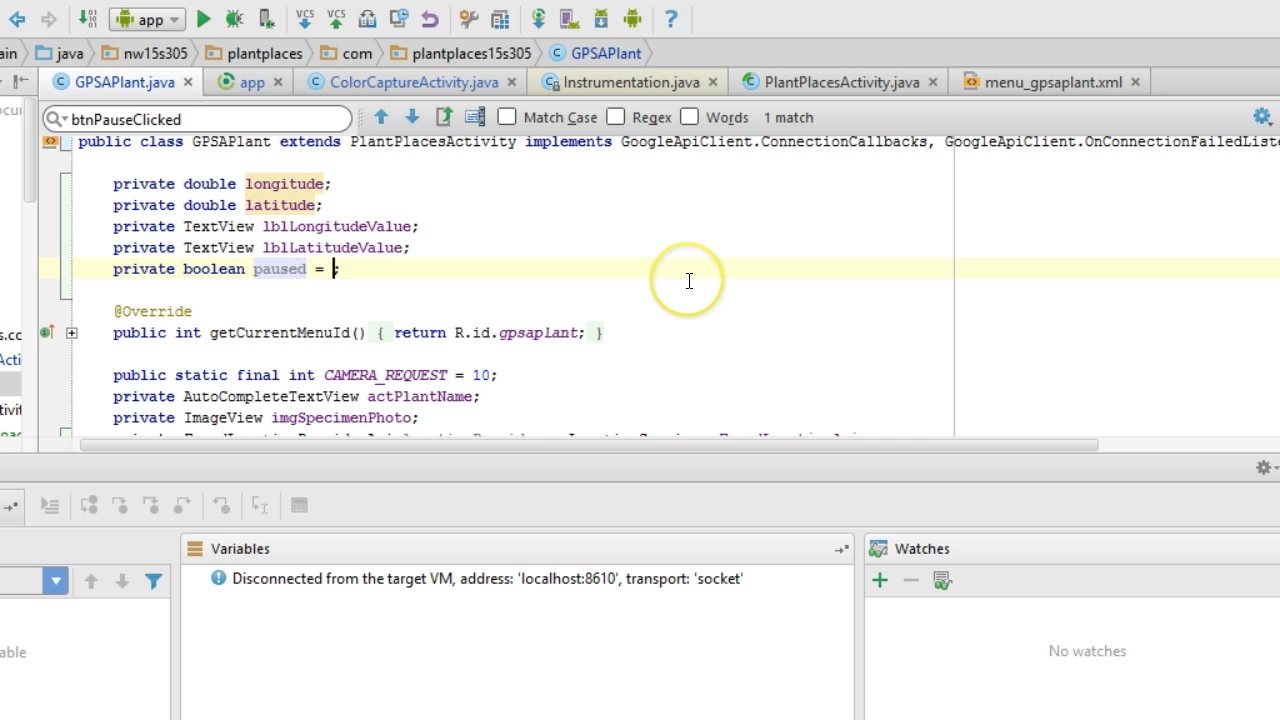 app
ain java nw15s305 plantplaces com plantplaces15s305 GPSAPlant
GPSAPlant.java app ColorCaptureActivity.java Instrumentation.java PlantPlacesActivity.java menu_gpsaplant.xml
btnPauseClicked Match Case Regex Words 1 match
public class GPSAPlant extends PlantPlacesActivity implements GoogleApiClient.ConnectionCallbacks, GoogleApiClient.OnConnectionFailedListe
private double longitude;
private double latitude;
private TextView lblLongitudeValue;
private TextView lblLatitudeValue;
private boolean paused = ;
@Override
public int getCurrentMenuId() { return R.id.gpsaplant; }
public static final int CAMERA_REQUEST = 10;
private AutoCompleteTextView actPlantName;
private ImageView imgSpecimenPhoto;
Variables
Watches
Disconnected from the target VM, address: 'localhost:8610', transport: 'socket'
able
No watches